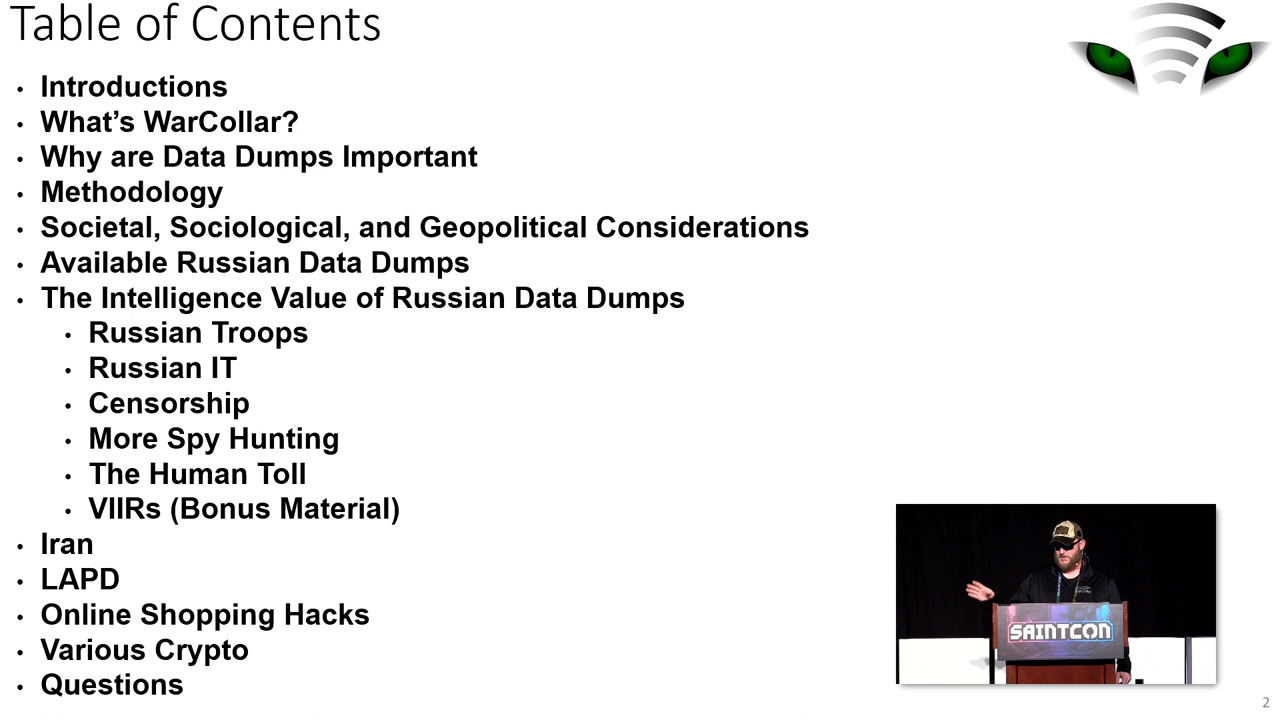 Table of Contents
• Introductions
• What's WarCollar?
• Why are Data Dumps Important
• Methodology
• Societal, Sociological, and Geopolitical Considerations
• Available Russian Data Dumps
• The Intelligence Value of Russian Data Dumps
• Russian Troops
• Russian IT
• Censorship
• More Spy Hunting
• The Human Toll
• VIIRs (Bonus Material)
• Iran
• LAPD
• Online Shopping Hacks
• Various Crypto
• Questions
SAINTCON
2